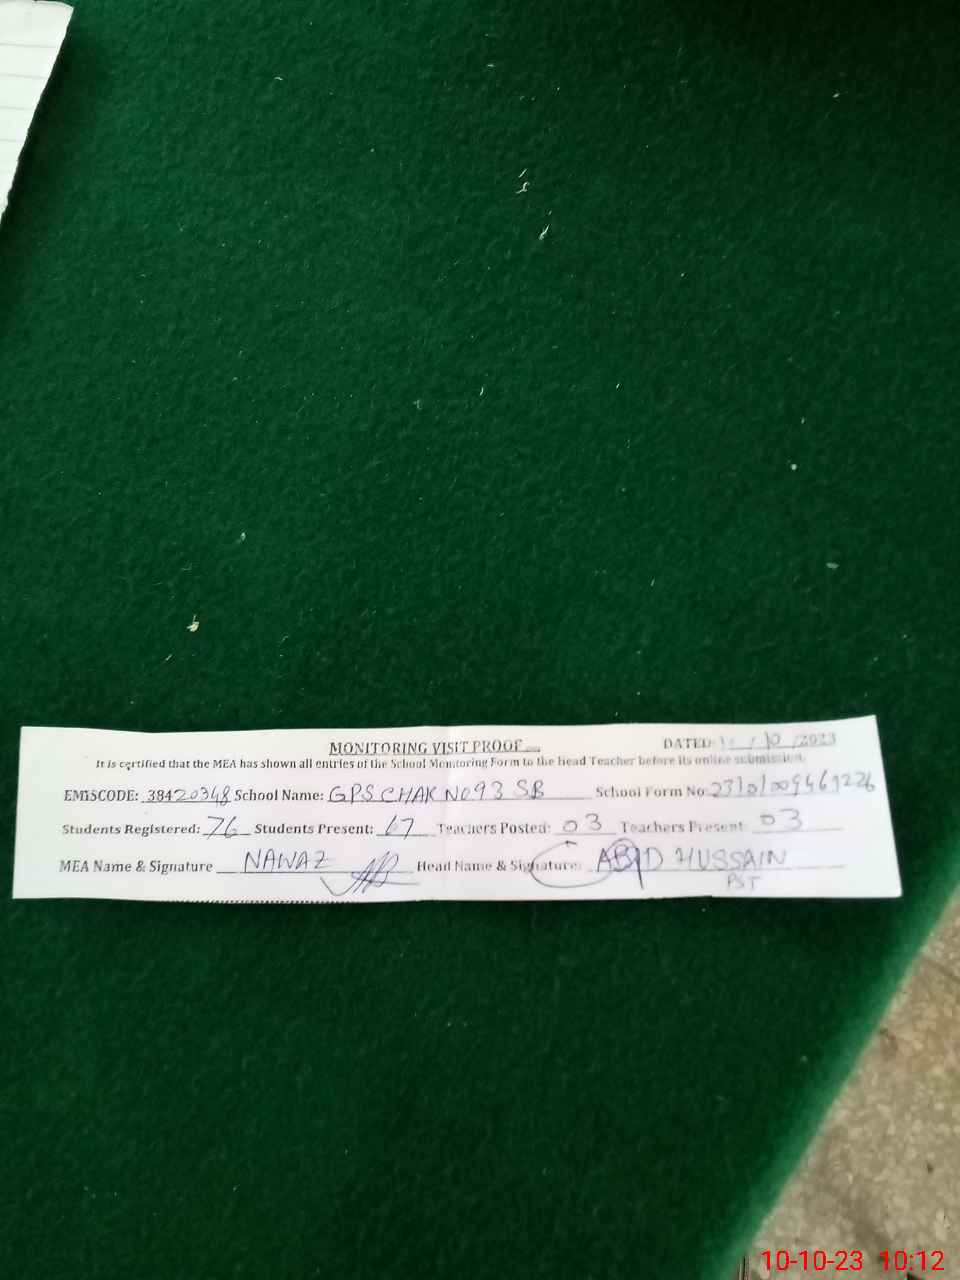 MONITORING VISIT PROOF
DATED: / 10 /2023
It is certified that the MEA has shown all entries of the School Monitoring Form to the Head Teacher before its online submission.
EMISCODE: 38420348 School Name: GPS CHAK NO 93 SB School Form No:
Students Registered: 76 Students Present: 67 Teachers Posted: 03 Teachers Present: 03
MEA Name & Signature NAWAZ Head Name & Signature: ABID HUSSAIN
PST
10-10-23 10:12